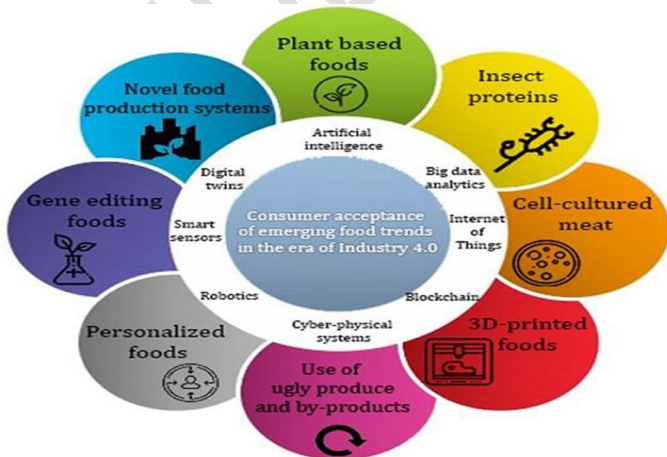 Plant based
foods
Insect
proteins
Cell-cultured
meat
3D-printed
foods
Use of
ugly produce
and by-products
Personalized
foods
Gene editing
foods
Novel food
production systems
Artificial
intelligence
Big data
analytics
Internet
of
Things
Blockchain
Cyber-physical
systems
Robotics
Smart
sensors
Digital
twins
Consumer acceptance
of emerging food trends
in the era of Industry 4.0